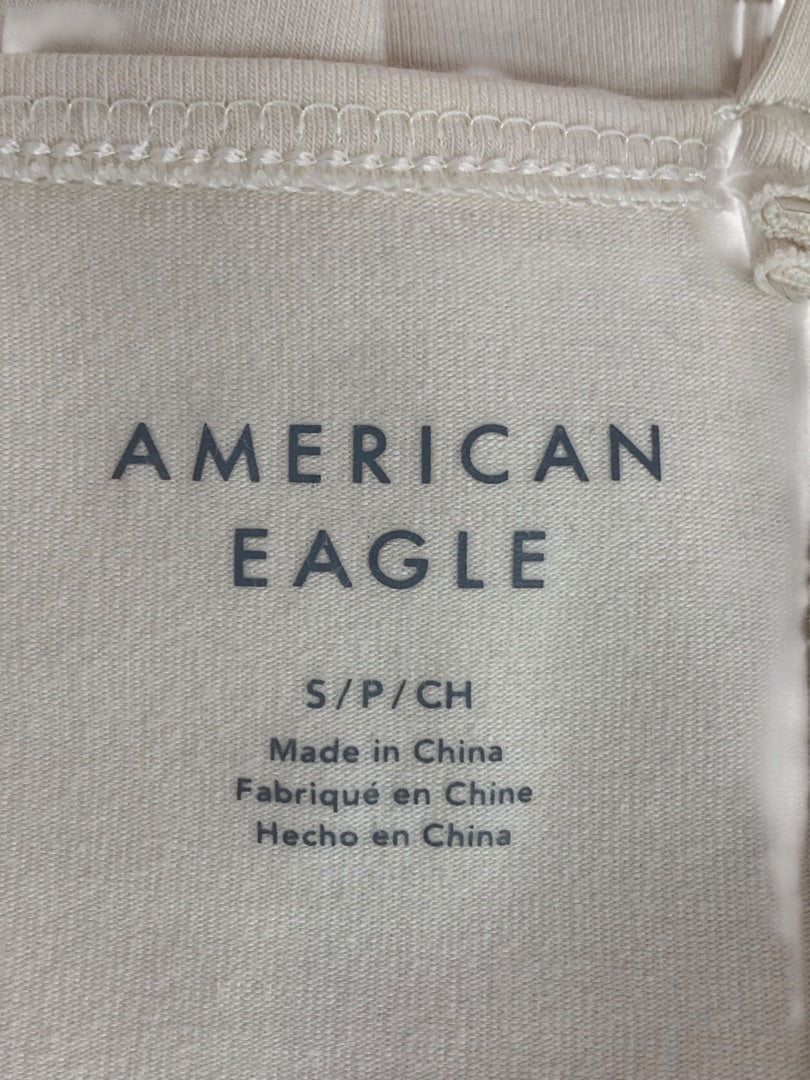 AMERICAN
EAGLE
S/P/CH
Made in China
Fabriqué en Chine
Hecho en China